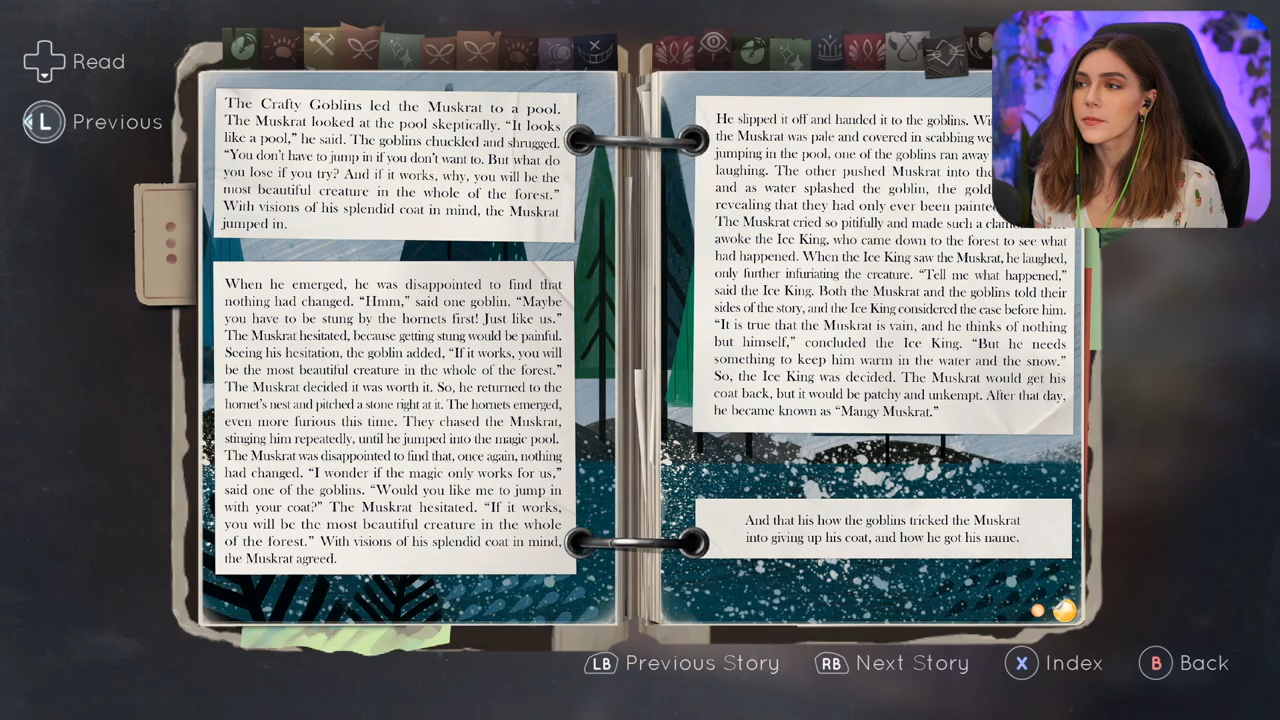 Read
L
Previous
The Crafty Goblins led the Muskrat to a pool.
The Muskrat looked at the pool skeptically. “It looks
like a pool,” he said. The goblins chuckled and shrugged.
“You don't have to jump in if you don't want to. But what do
you lose if you try? And if it works, why, you will be the
most beautiful creature in the whole of the forest.”
With visions of his splendid coat in mind, the Muskrat
jumped in.
When he emerged, he was disappointed to find that
nothing had changed. “Hmm,” said one goblin. “Maybe
you have to be stung by the hornets first! Just like us.”
The Muskrat hesitated, because getting stung would be painful.
Seeing his hesitation, the goblin added, “If it works, you will
be the most beautiful creature in the whole of the forest.”
The Muskrat decided it was worth it. So, he returned to the
hornet's nest and pitched a stone right at it. The hornets emerged,
even more furious this time. They chased the Muskrat,
stinging him repeatedly, until he jumped into the magic pool.
The Muskrat was disappointed to find that, once again, nothing
had changed. “I wonder if the magic only works for us,”
said one of the goblins. “Would you like me to jump in
with your coat?” The Muskrat hesitated. “If it works,
you will be the most beautiful creature in the whole
of the forest.” With visions of his splendid coat in mind,
the Muskrat agreed.
He slipped it off and handed it to the goblins.
the Muskrat was pale and covered in scabbing
jumping in the pool, one of the goblins ran away
laughing. The other pushed Muskrat into the
and as water splashed the goblin, the gold
revealing that they had only ever been
The Muskrat cried so pitifully and made such a
awoke the Ice King, who came down to the forest to see what
had happened. When the Ice King saw the Muskrat, he laughed,
only further infuriating the creature. “Tell me what happened,”
said the Ice King. Both the Muskrat and the goblins told their
sides of the story, and the Ice King considered the case before him.
“It is true that the Muskrat is vain, and he thinks of nothing
but himself,” concluded the Ice King. “But he needs
something to keep him warm in the water and the snow.”
So, the Ice King was decided. The Muskrat would get his
coat back, but it would be patchy and unkempt. After that day,
he became known as “Mangy Muskrat.”
And that his how the goblins tricked the Muskrat
into giving up his coat, and how he got his name.
LB Previous Story RB Next Story X Index B Back